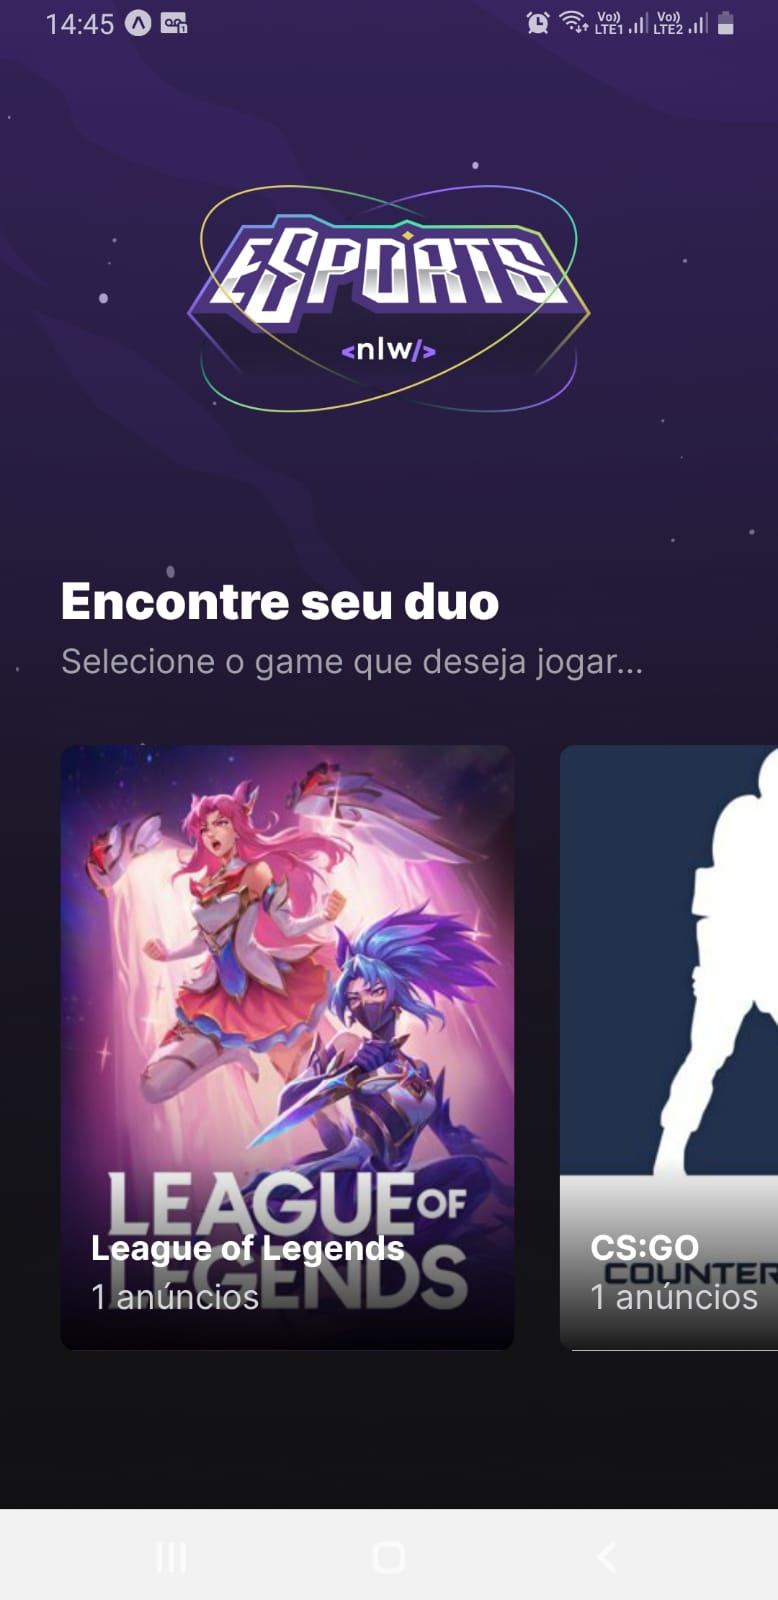 14:45
Vo)) LTE1 Vo)) LTE2
ESPORTS
<nlw/>
Encontre seu duo
Selecione o game que deseja jogar...
LEAGUE OF
LEGENDS
League of Legends
1 anúncios
CS:GO
COUNTER
1 anúncios